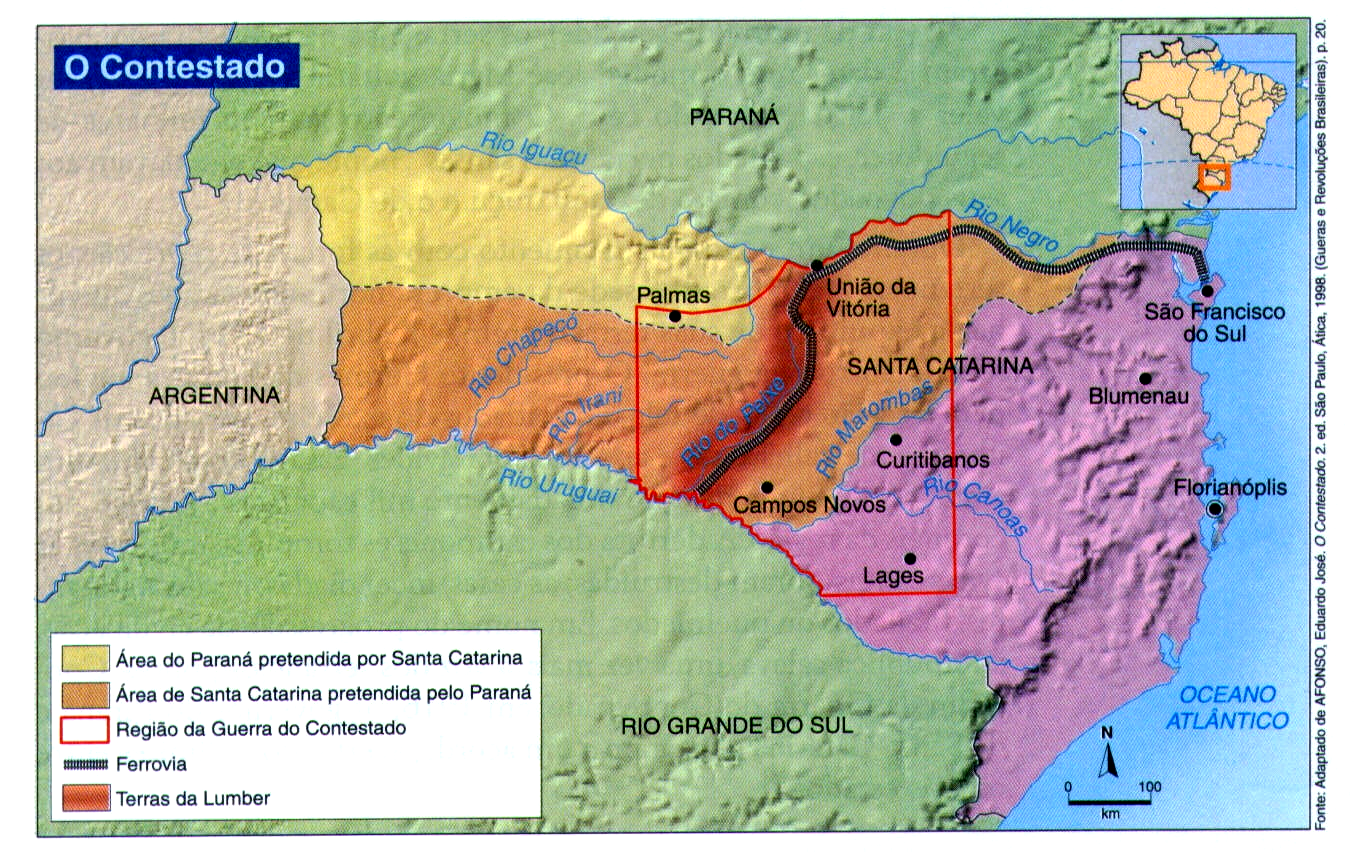 O Contestado
PARANÁ
Rio Iguaçu
Rio Negro
União da
Vitória
São Francisco
do Sul
Palmas
Rio Chapecó
SANTA CATARINA
ARGENTINA
Rio Irani
Rio do Peixe
Rio Marombas
Blumenau
Curitibanos
Rio Uruguai
Campos Novos
Rio Canoas
Florianóplis
Lages
Área do Paraná pretendida por Santa Catarina
Área de Santa Catarina pretendida pelo Paraná
Região da Guerra do Contestado
Ferrovia
Terras da Lumber
RIO GRANDE DO SUL
OCEANO
ATLÂNTICO
N
0 100
km
Fonte: Adaptado de AFONSO, Eduardo José. O Contestado. 2. ed. São Paulo, Ática, 1998. (Gueras e Revoluções Brasileiras). p. 20.